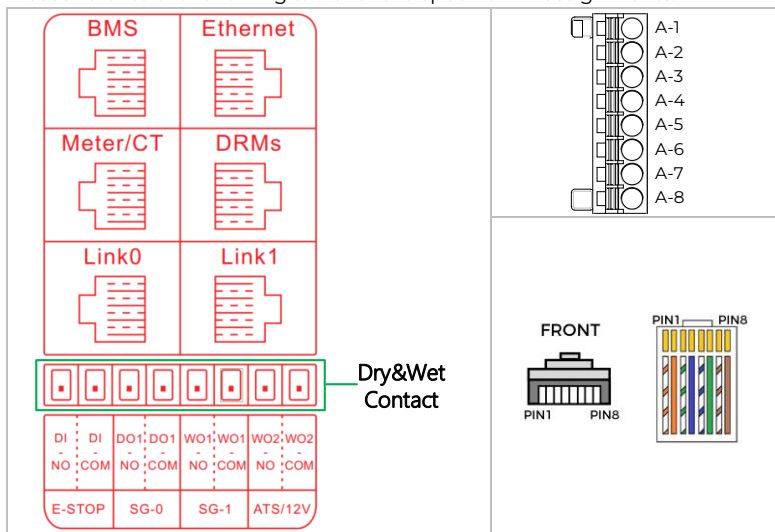 BMS Ethernet
Meter/CT DRMs
Link0 Link1
Dry&Wet
Contact
DI DI DO1 DO1 WO1 WO1 WO2 WO2
- - - - - - - -
NO COM NO COM NO COM NO COM
E-STOP SG-0 SG-1 ATS/12V
A-1
A-2
A-3
A-4
A-5
A-6
A-7
A-8
FRONT
PIN1 PIN8
PIN1 PIN8